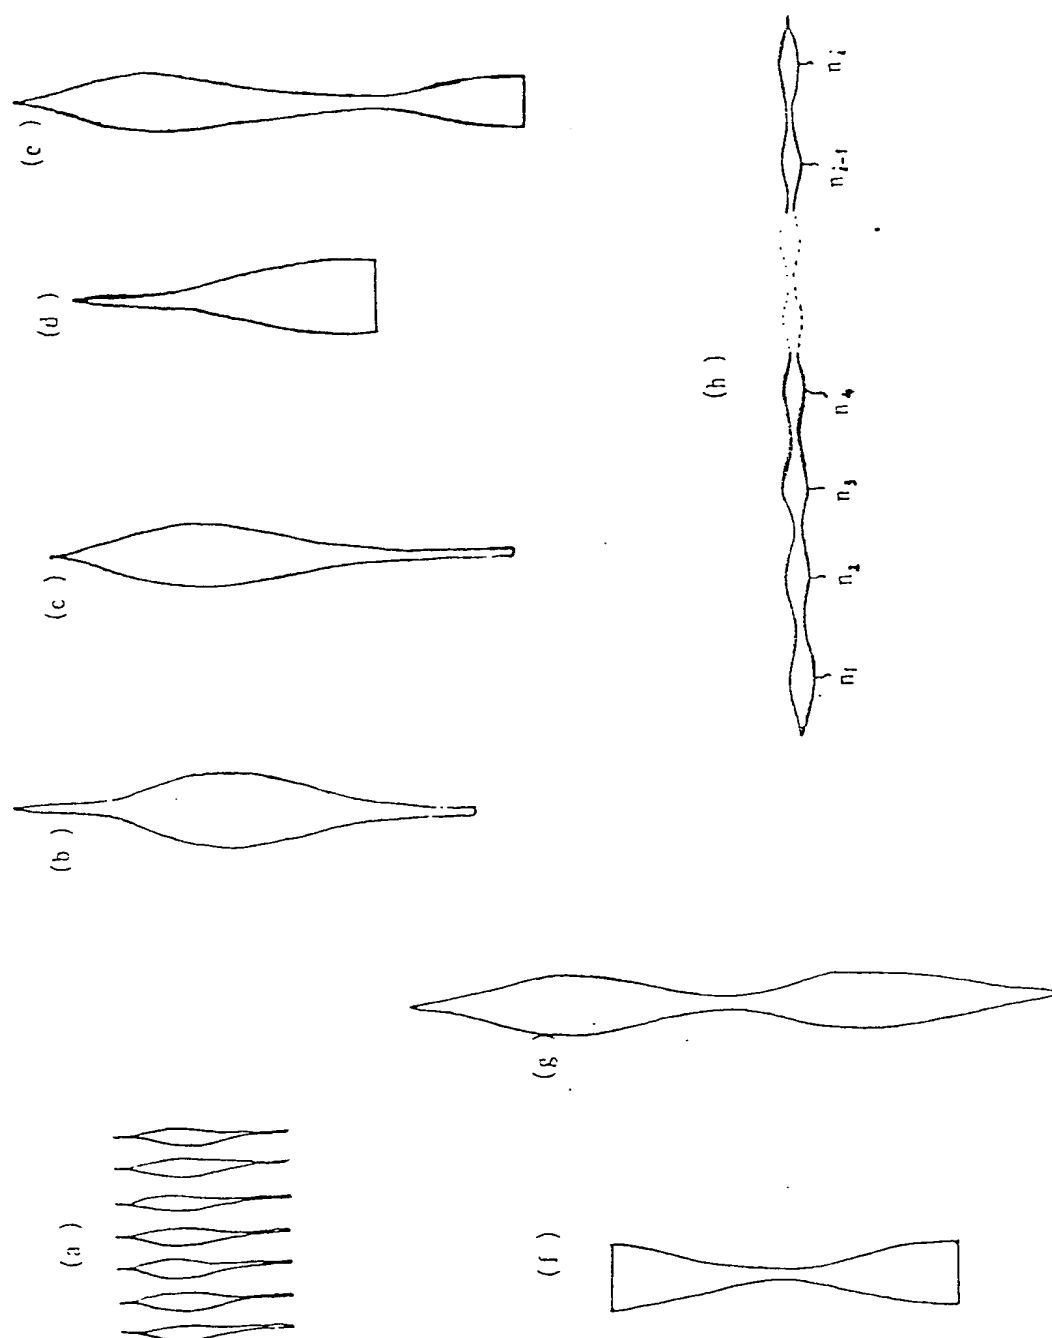 (a )
(b )
(c )
(d )
(e )
(f )
(g )
(h )
n₁ n₂ n₃ n₄ nᵢ₋₁ nᵢ